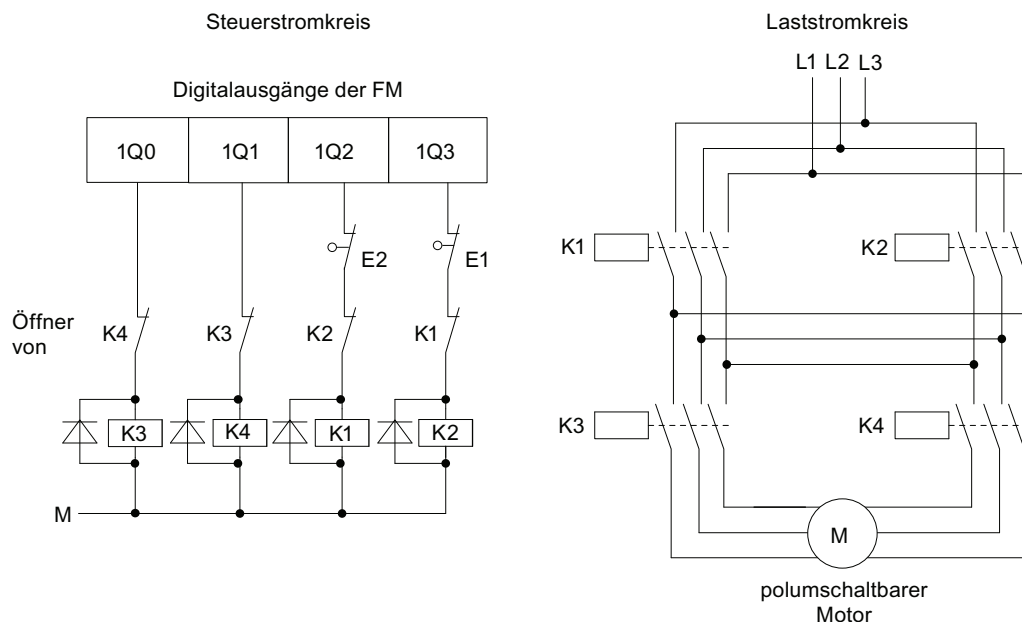 Steuerstromkreis
Laststromkreis
L1 L2 L3
Digitalausgänge der FM
1Q0 1Q1 1Q2 1Q3
E2 E1
K1 K2
Öffner
von
K4 K3 K2 K1
K3 K4 K1 K2
K3 K4
M
M
polumschaltbarer
Motor